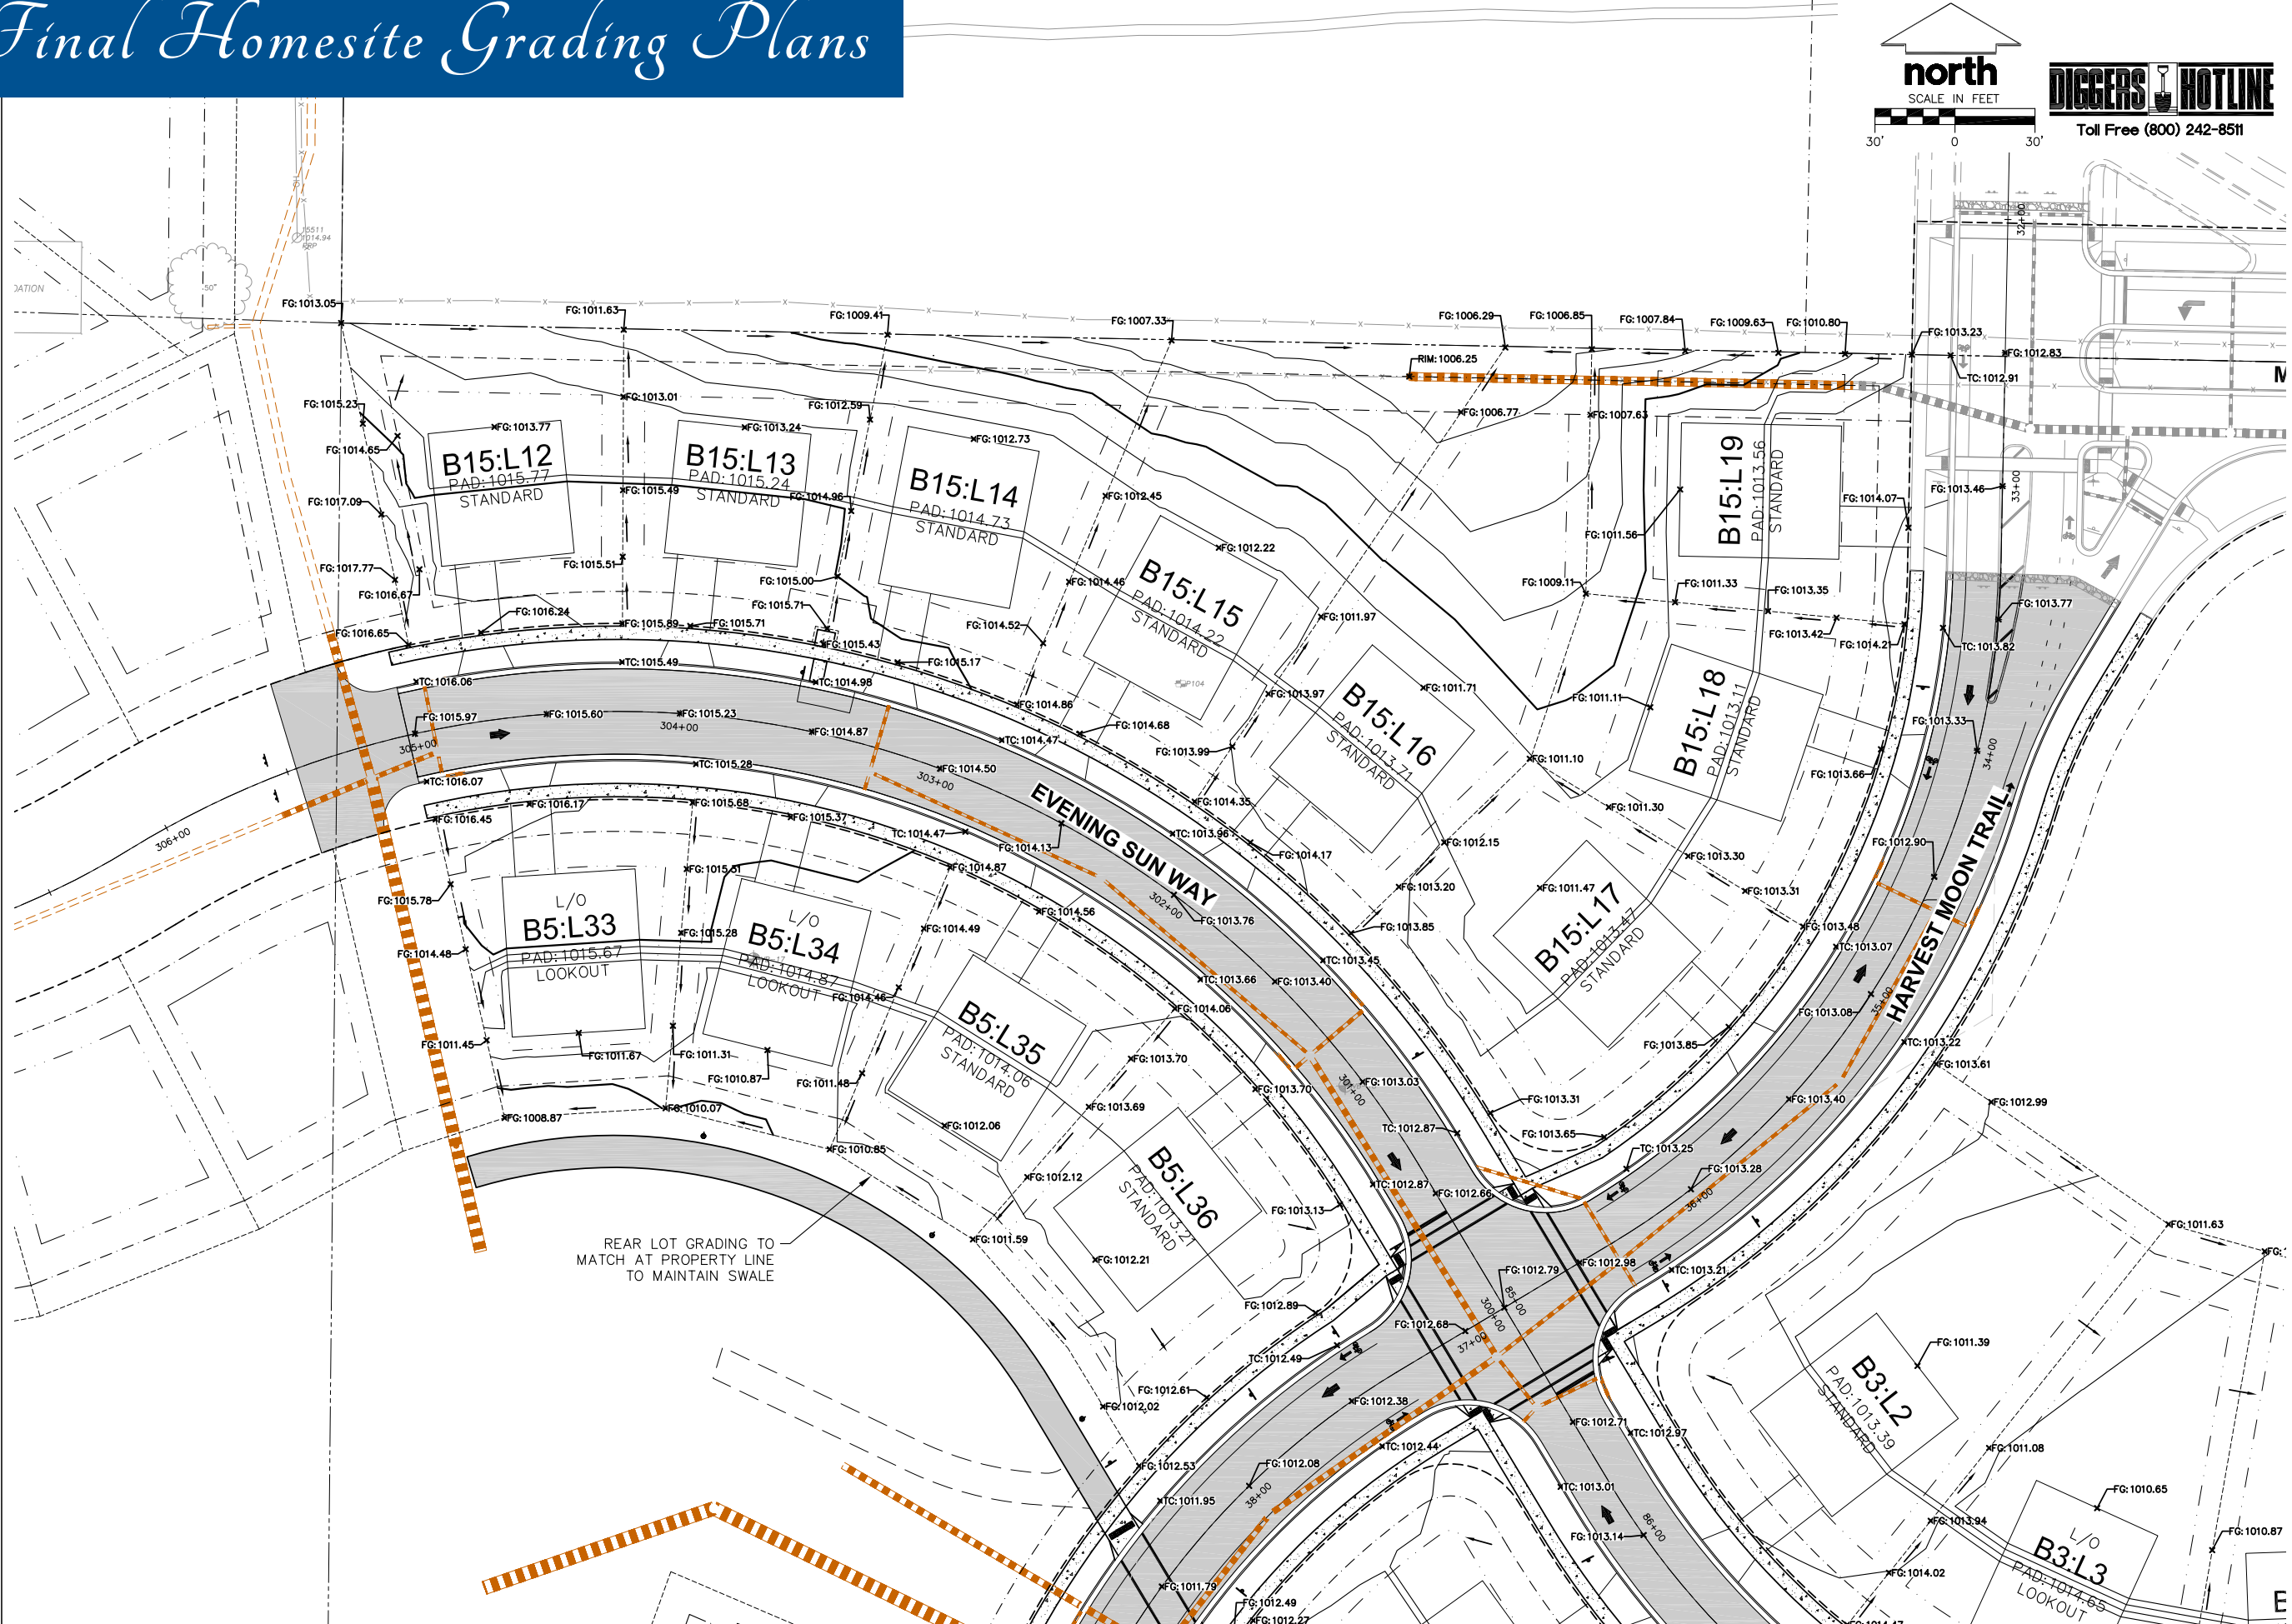 Final Homesite Grading Plans
north
SCALE IN FEET
30'
0
30'
DIGGERS HOTLINE
Toll Free (800) 242-8511
32+00
15511
1014.94
DATION
50"
FG:1013.05
FG:1011.63
FG:1009.41
FG:1007.33
FG:1006.29
FG:1006.85
FG:1007.84
FG:1009.63
FG:1010.80
FG:1013.23
FG:1012.83
RIM:1006.25
TC:1012.91
M
FG:1015.23
FG:1013.01
FG:1012.59
FG:1006.77
FG:1007.63
FG:1013.77
FG:1013.24
FG:1012.73
FG:1014.65
B15:L12
PAD:1015.77
STANDARD
B15:L13
PAD:1015.24
STANDARD
B15:L14
PAD:1014.73
STANDARD
B15:L19
PAD:1013.56
STANDARD
FG:1015.49
FG:1014.96
FG:1012.45
FG:1014.07
FG:1013.46
33+00
FG:1017.09
FG:1011.56
FG:1012.22
FG:1017.77
FG:1015.51
FG:1015.00
FG:1014.46
B15:L15
PAD:1014.22
STANDARD
FG:1009.11
FG:1011.33
FG:1013.35
FG:1016.67
FG:1016.24
FG:1015.71
FG:1011.97
FG:1013.77
FG:1016.65
FG:1015.89
FG:1015.71
FG:1015.43
FG:1014.52
FG:1013.42
FG:1014.21
TC:1013.82
TC:1015.49
FG:1015.17
TC:1016.06
TC:1014.98
P104
FG:1013.97
B15:L16
PAD:1013.71
STANDARD
FG:1011.71
FG:1011.11
B15:L18
PAD:1013.11
STANDARD
FG:1015.97
FG:1015.60
FG:1015.23
FG:1014.86
FG:1014.68
FG:1013.33
305+00
304+00
FG:1014.87
TC:1014.47
FG:1013.99
FG:1011.10
34+00
TC:1016.07
TC:1015.28
FG:1014.50
303+00
FG:1013.66
EVENING SUN WAY
FG:1016.45
FG:1016.17
FG:1015.68
FG:1015.37
FG:1014.35
FG:1011.30
HARVEST MOON TRAIL
306+00
TC:1014.47
FG:1014.13
TC:1013.96
FG:1014.17
FG:1012.15
FG:1012.90
FG:1015.31
FG:1014.87
FG:1013.30
FG:1015.78
FG:1013.20
FG:1011.47
FG:1013.31
L/O
B5:L33
PAD:1015.67
LOOKOUT
L/O
B5:L34
PAD:1014.87
LOOKOUT
FG:1015.28
FG:1014.56
302+00
FG:1013.76
FG:1013.85
B15:L17
PAD:1013.47
STANDARD
FG:1013.48
TC:1013.07
FG:1014.48
FG:1014.49
TC:1013.66
FG:1013.40
TC:1013.45
FG:1014.46
FG:1014.06
35+00
FG:1013.08
B5:L35
PAD:1014.06
STANDARD
FG:1011.45
FG:1011.67
FG:1011.31
FG:1013.70
FG:1013.85
TC:1013.22
FG:1013.61
FG:1010.87
FG:1011.48
FG:1013.70
301+00
FG:1013.03
FG:1013.31
FG:1013.40
FG:1012.99
FG:1008.87
FG:1010.07
FG:1013.69
FG:1012.06
TC:1012.87
FG:1013.65
FG:1010.85
B5:L36
PAD:1013.21
STANDARD
TC:1013.25
FG:1012.12
TC:1012.87
FG:1012.66
FG:1013.28
36+00
FG:1013.13
FG:1011.63
FG:
REAR LOT GRADING TO
MATCH AT PROPERTY LINE
TO MAINTAIN SWALE
FG:1011.59
FG:1012.21
FG:1012.79
FG:1012.98
TC:1013.21
FG:1012.89
85+00
300+00
FG:1012.68
37+00
FG:1011.39
TC:1012.49
B3:L2
PAD:1013.39
STANDARD
FG:1012.61
FG:1012.02
FG:1012.38
FG:1012.71
TC:1012.97
TC:1012.44
FG:1011.08
FG:1012.53
FG:1012.08
38+00
TC:1011.95
TC:1013.01
FG:1010.65
FG:1013.14
86+00
FG:1013.94
L/O
B3:L3
PAD:1014.65
LOOKOUT
FG:1010.87
FG:1011.79
FG:1014.02
FG:1012.49
FG:1012.27